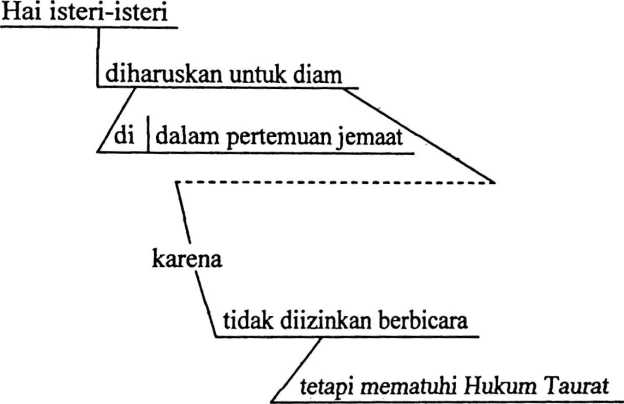 Hai isteri-isteri
diharuskan untuk diam
di dalam pertemuan jemaat
karena
tidak diizinkan berbicara
tetapi mematuhi Hukum Taurat